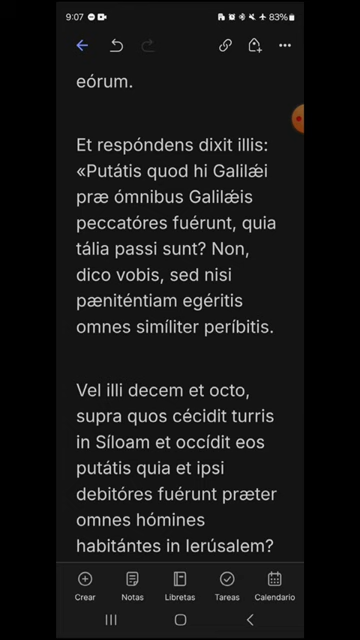 9:07
83%
eórum.
Et respóndens dixit illis:
«Putátis quod hi Galilǽi
præ ómnibus Galilǽis
peccatóres fuérunt, quia
tália passi sunt? Non,
dico vobis, sed nisi
pæniténtiam egéritis
omnes simíliter períbitis.
Vel illi decem et octo,
supra quos cécidit turris
in Síloam et occídit eos
putátis quia et ipsi
debitóres fuérunt præter
omnes hómines
habitántes in Ierúsalem?
Crear Notas Libretas Tareas Calendario